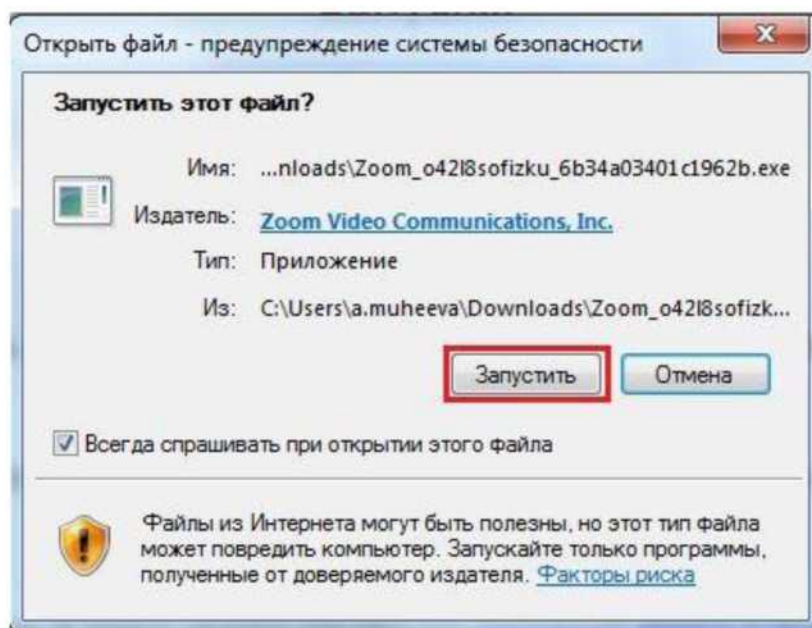 Открыть файл - предупреждение системы безопасности
Запустить этот файл?
Имя: ...nloads\Zoom_o42l8sofizku_6b34a03401c1962b.exe
Издатель: Zoom Video Communications, Inc.
Тип: Приложение
Из: C:\Users\a.muheeva\Downloads\Zoom_o42l8sofizk...
Запустить Отмена
Всегда спрашивать при открытии этого файла
Файлы из Интернета могут быть полезны, но этот тип файла
может повредить компьютер. Запускайте только программы,
полученные от доверяемого издателя. Факторы риска